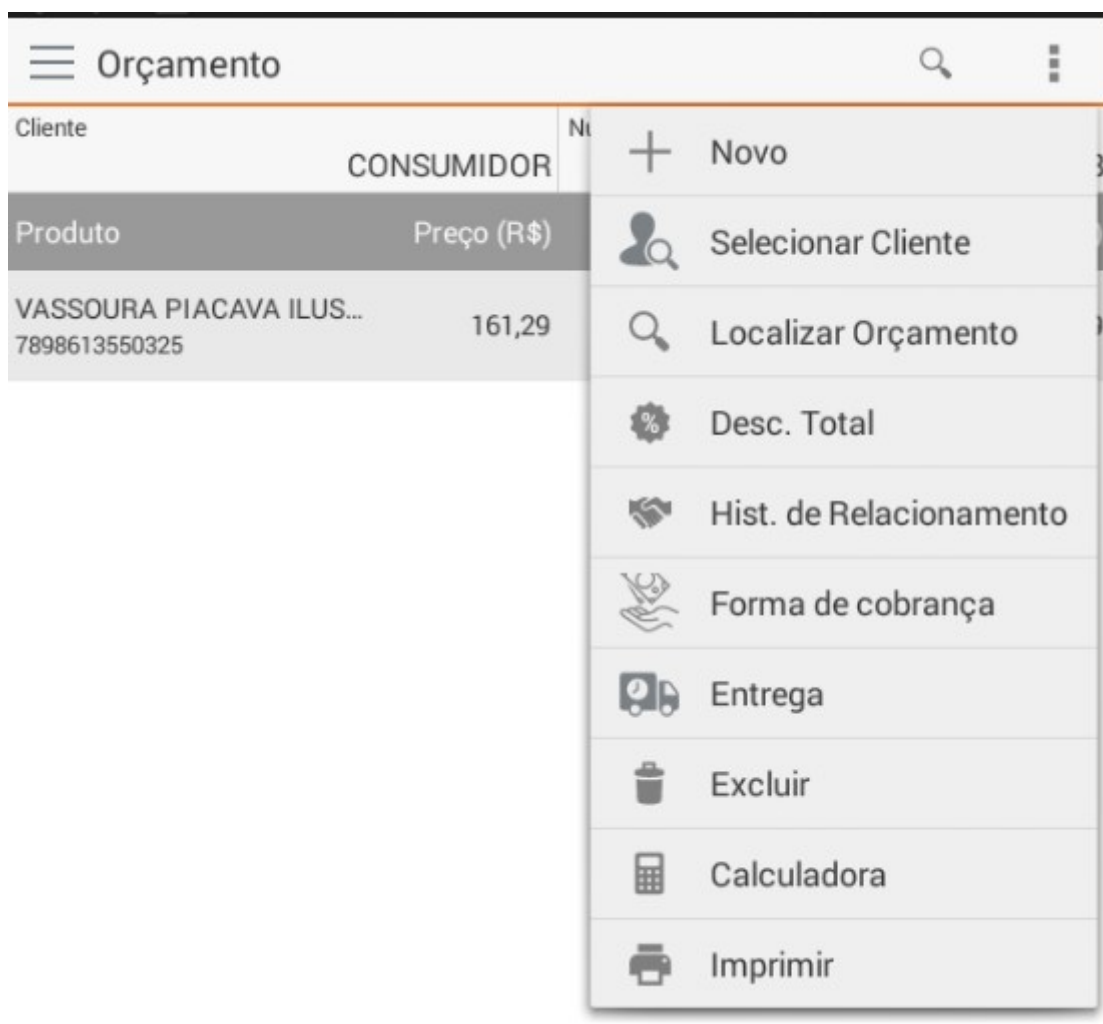 Orçamento
Cliente
CONSUMIDOR
Produto Preço (R$)
VASSOURA PIACAVA ILUS... 161,29
7898613550325
Novo
Selecionar Cliente
Localizar Orçamento
Desc. Total
Hist. de Relacionamento
Forma de cobrança
Entrega
Excluir
Calculadora
Imprimir